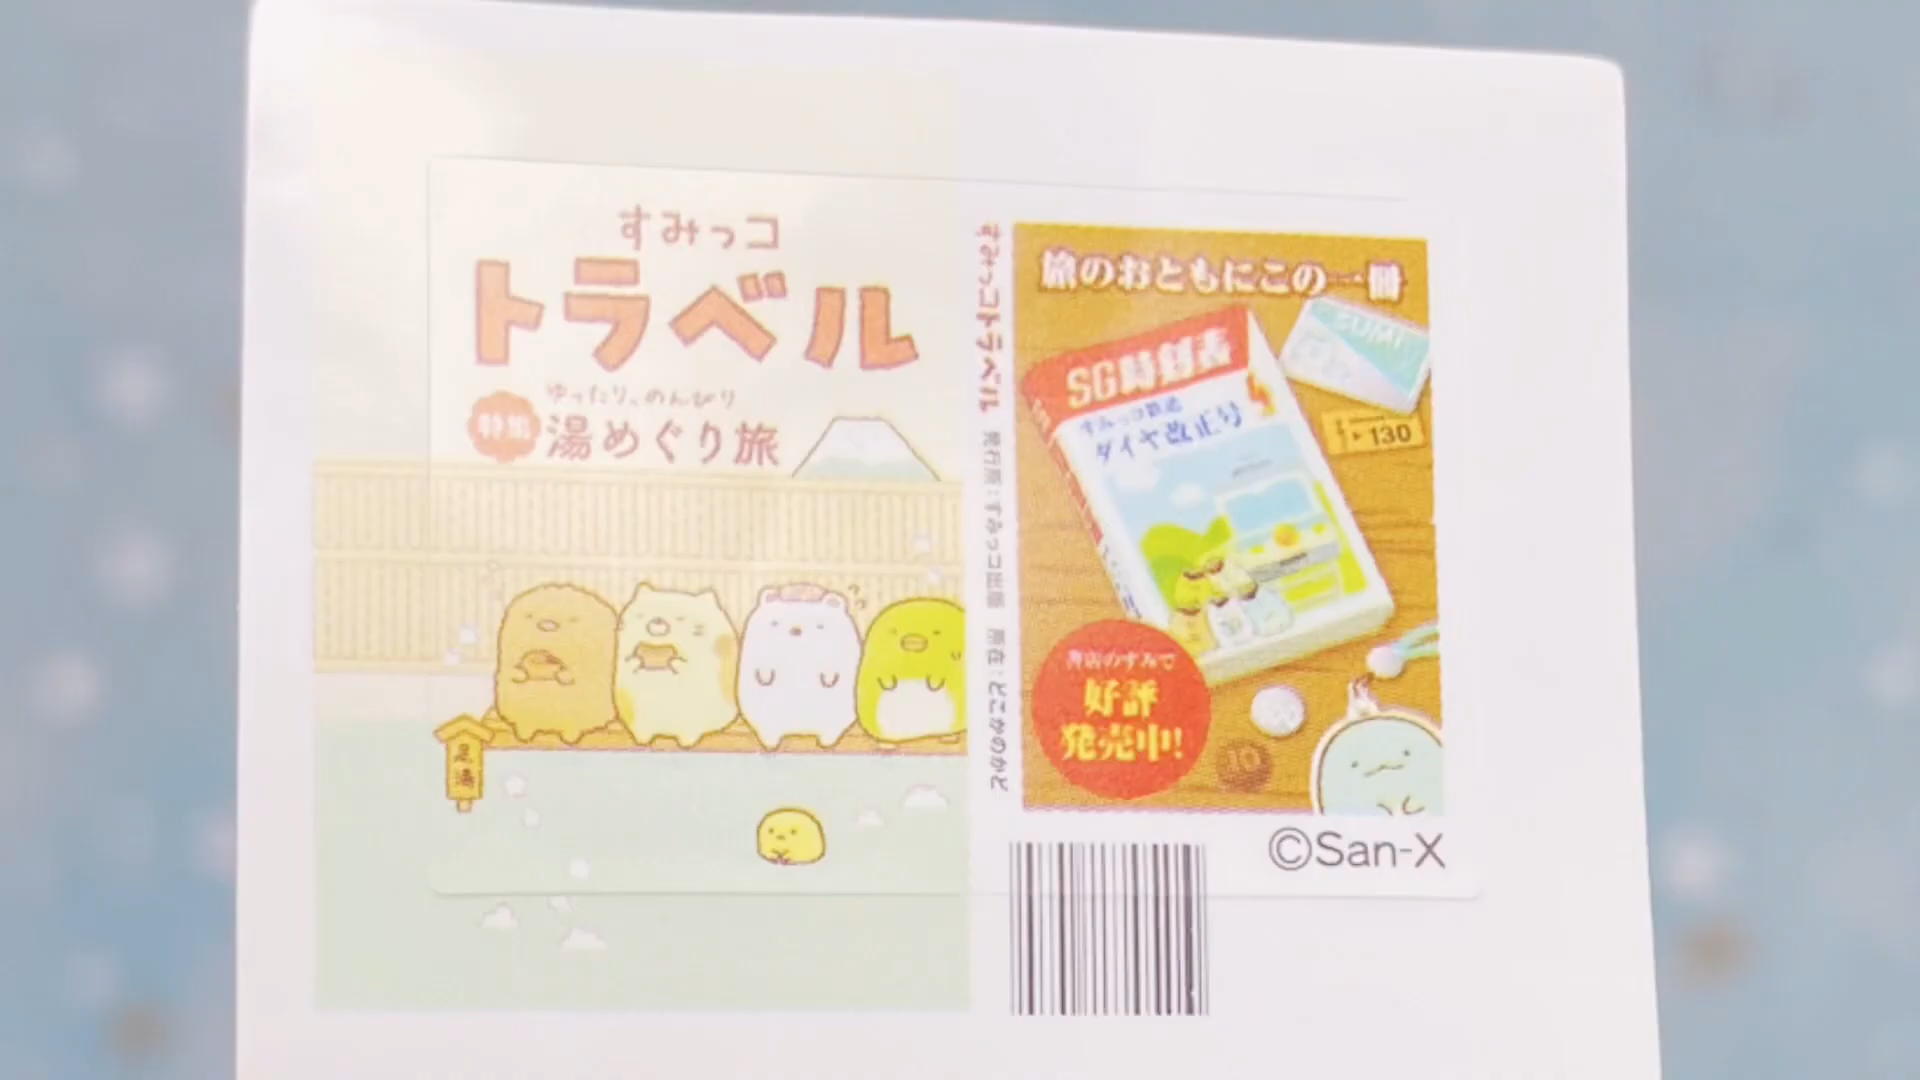 すみっコ
トラベル
特集
ゆったり、のんびり
湯めぐり旅
足湯
すみっコトラベル 発行所:すみっコ出版 所在:どこかのかど
旅のおともにこの一冊
SUMI
SG時刻表
すみっコ鉄道
ダイヤ改正号
130
書店のすみで
好評
発売中!
10
©San-X